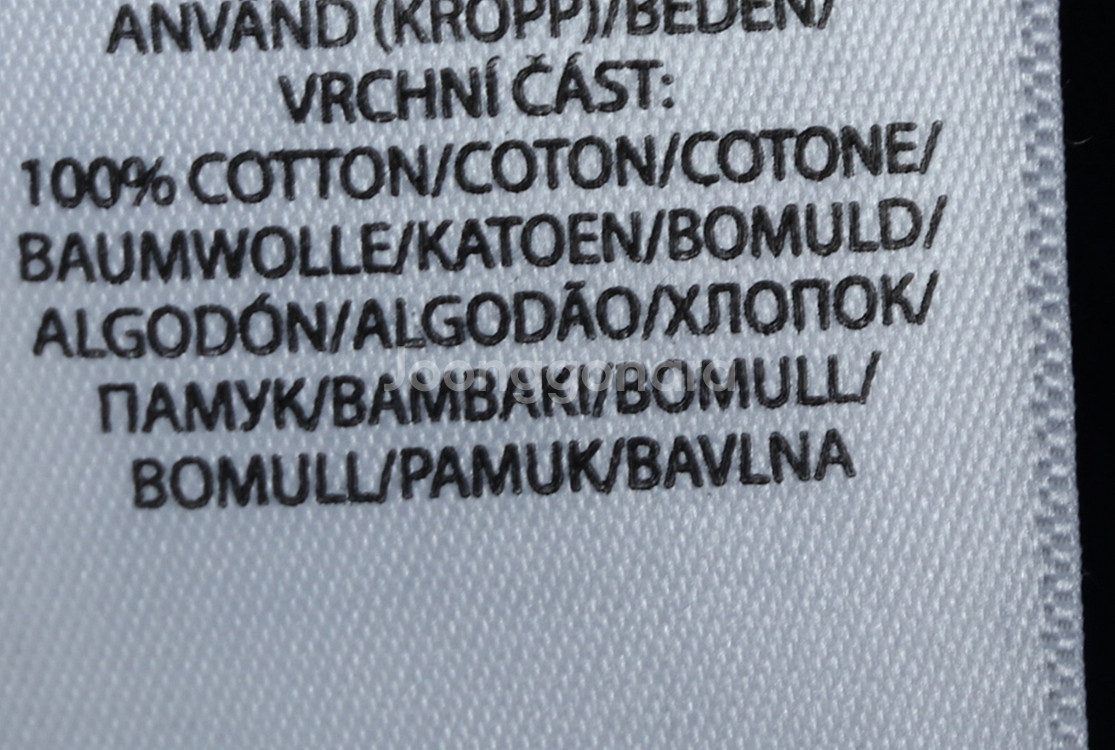 ANVÄND (KROPP)/BEDEN/
VRCHNÍ ČÁST:
100% COTTON/COTON/COTONE/
BAUMWOLLE/KATOEN/BOMULD/
ALGODÓN/ALGODÃO/ХЛОПОК/
ПАМУК/BAMBAKI/BOMULL/
BOMULL/PAMUK/BAVLNA
Joonggonara